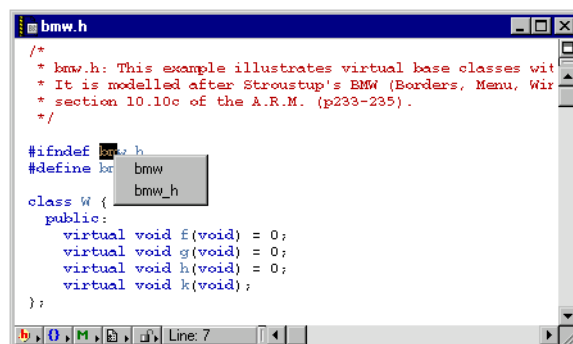 bmw.h
/*
* bmw.h: This example illustrates virtual base classes wit
* It is modelled after Stroustup's BMW (Borders, Menu, Wir
* section 10.10c of the A.R.M. (p233-235).
*/
#ifndef bmw_h
#define bm
bmw
bmw_h
class W {
public:
virtual void f(void) = 0;
virtual void g(void) = 0;
virtual void h(void) = 0;
virtual void k(void);
};
h {} M Line: 7